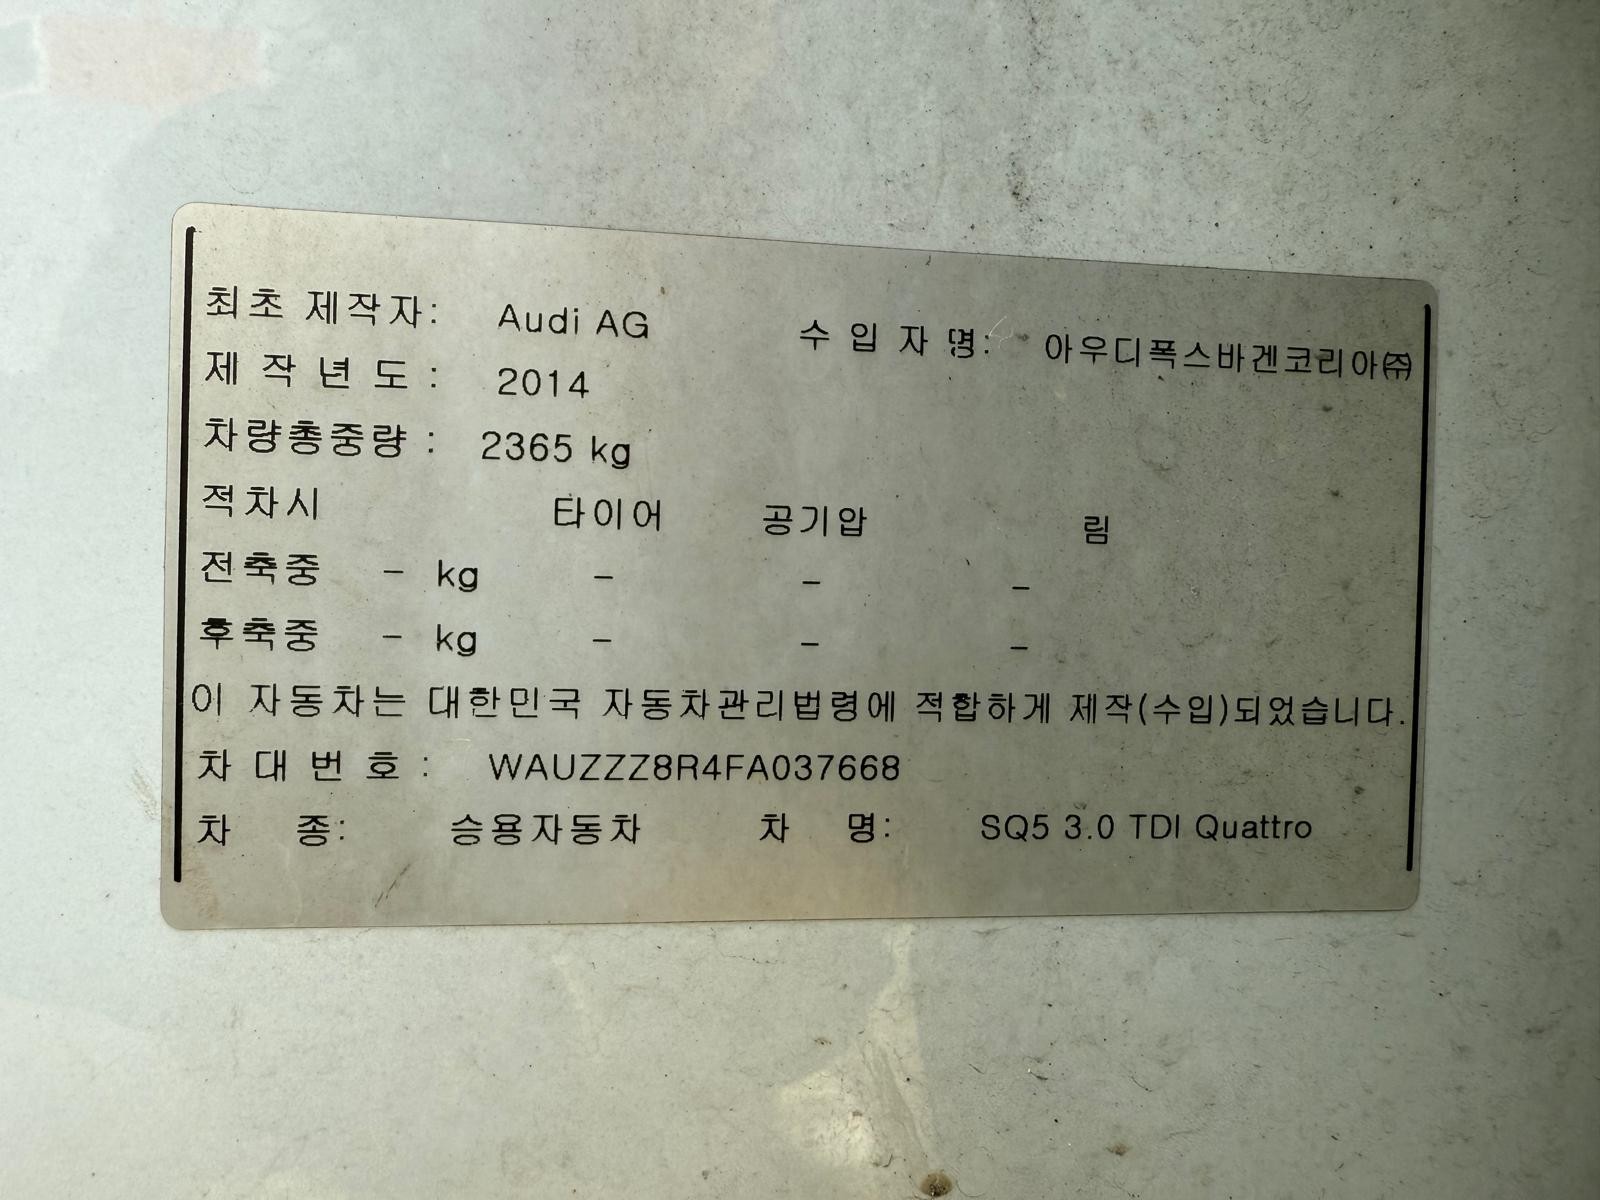 최초 제작자: Audi AG 수 입 자 명: 아우디폭스바겐코리아㈜
제 작 년 도 : 2014
차량총중량 : 2365 kg
적차시 타이어 공기압 림
전축중 - kg - - -
후축중 - kg - - -
이 자동차는 대한민국 자동차관리법령에 적합하게 제작(수입)되었습니다.
차 대 번 호 : WAUZZZ8R4FA037668
차 종: 승용자동차 차 명: SQ5 3.0 TDI Quattro